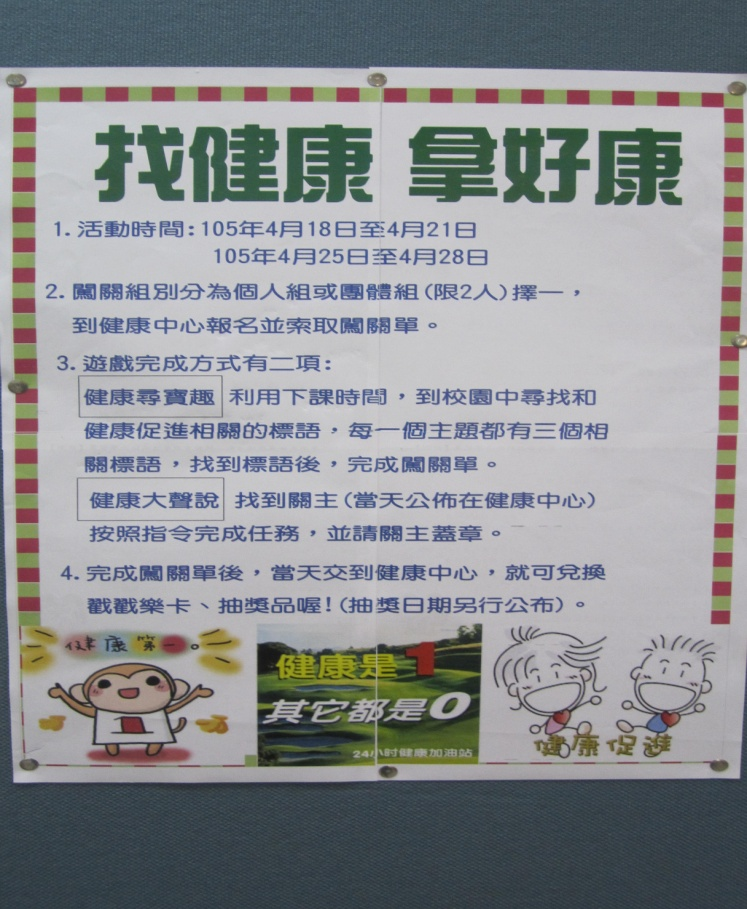 找健康 拿好康
1. 活動時間：105年4月18日至4月21日
105年4月25日至4月28日
2. 闖關組別分為個人組或團體組(限2人)擇一，
到健康中心報名並索取闖關單。
3. 遊戲完成方式有二項：
健康尋寶趣 利用下課時間，到校園中尋找和
健康促進相關的標語，每一個主題都有三個相
關標語，找到標語後，完成闖關單。
健康大聲說 找到關主(當天公佈在健康中心)
按照指令完成任務，並請關主蓋章。
4. 完成闖關單後，當天交到健康中心，就可兌換
戳戳樂卡、抽獎品喔！(抽獎日期另行公布)。
健康第一。
1
健康是1
其它都是0
24小时健康加油站
健康促進